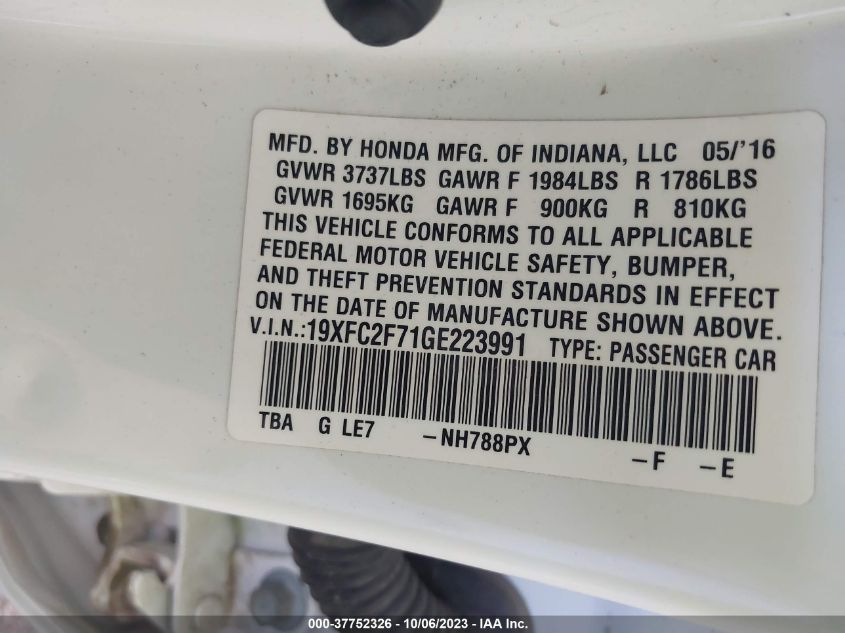 MFD. BY HONDA MFG. OF INDIANA, LLC 05/'16
GVWR 3737LBS GAWR F 1984LBS R 1786LBS
GVWR 1695KG GAWR F 900KG R 810KG
THIS VEHICLE CONFORMS TO ALL APPLICABLE
FEDERAL MOTOR VEHICLE SAFETY, BUMPER,
AND THEFT PREVENTION STANDARDS IN EFFECT
ON THE DATE OF MANUFACTURE SHOWN ABOVE.
V.I.N.:19XFC2F71GE223991 TYPE: PASSENGER CAR
TBA G LE7 –NH788PX –F –E
000-37752326 - 10/06/2023 - IAA Inc.